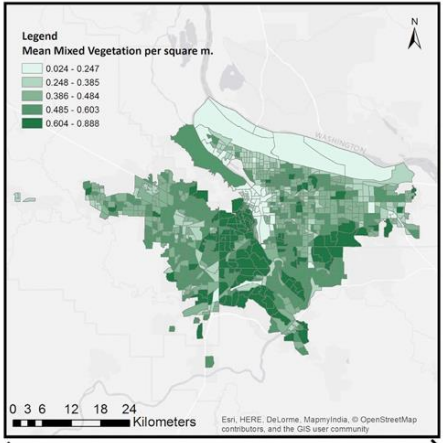 N
Legend
Mean Mixed Vegetation per square m.
0.024 - 0.247
0.248 - 0.385
0.386 - 0.484
0.485 - 0.603
0.604 - 0.888
WASHINGTON
0 3 6 12 18 24
Kilometers
Esri, HERE, DeLorme, MapmyIndia, © OpenStreetMap
contributors, and the GIS user community